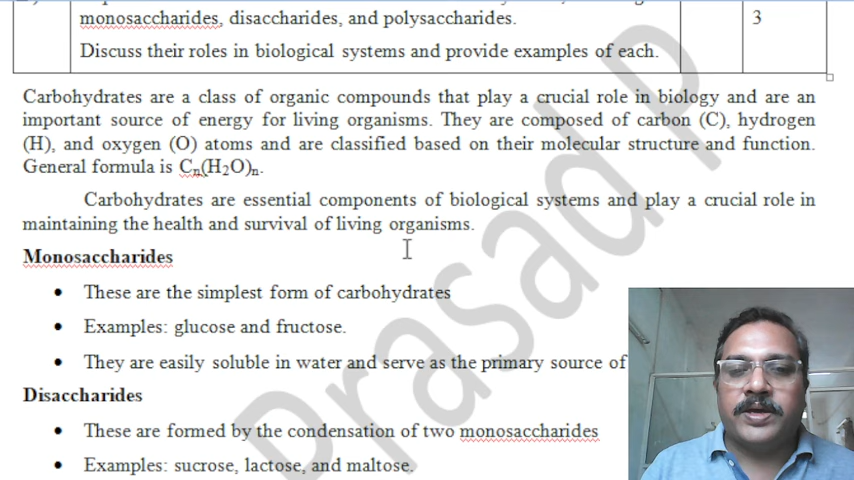 monosaccharides, disaccharides, and polysaccharides.
3
Discuss their roles in biological systems and provide examples of each.
Carbohydrates are a class of organic compounds that play a crucial role in biology and are an
important source of energy for living organisms. They are composed of carbon (C), hydrogen
(H), and oxygen (O) atoms and are classified based on their molecular structure and function.
General formula is Cₙ(H₂O)ₙ.
Carbohydrates are essential components of biological systems and play a crucial role in
maintaining the health and survival of living organisms.
Monosaccharides
• These are the simplest form of carbohydrates
• Examples: glucose and fructose.
• They are easily soluble in water and serve as the primary source of
Disaccharides
• These are formed by the condensation of two monosaccharides
• Examples: sucrose, lactose, and maltose.
Prasad P